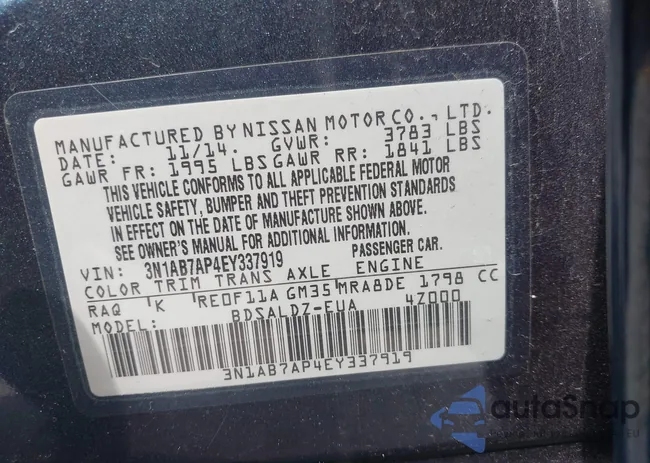 MANUFACTURED BY NISSAN MOTOR CO., LTD.
DATE: 11/14. GVWR: 3783 LBS
GAWR FR: 1995 LBS GAWR RR: 1841 LBS
THIS VEHICLE CONFORMS TO ALL APPLICABLE FEDERAL MOTOR
VEHICLE SAFETY, BUMPER AND THEFT PREVENTION STANDARDS
IN EFFECT ON THE DATE OF MANUFACTURE SHOWN ABOVE.
SEE OWNER'S MANUAL FOR ADDITIONAL INFORMATION.
VIN: 3N1AB7AP4EY337919 PASSENGER CAR.
COLOR TRIM TRANS AXLE ENGINE
RAQ K RE0F11A GM35 MRA8DE 1798 CC
MODEL: BDSALDZ-EUA 4Z000
3N1AB7AP4EY337919
autoSnap